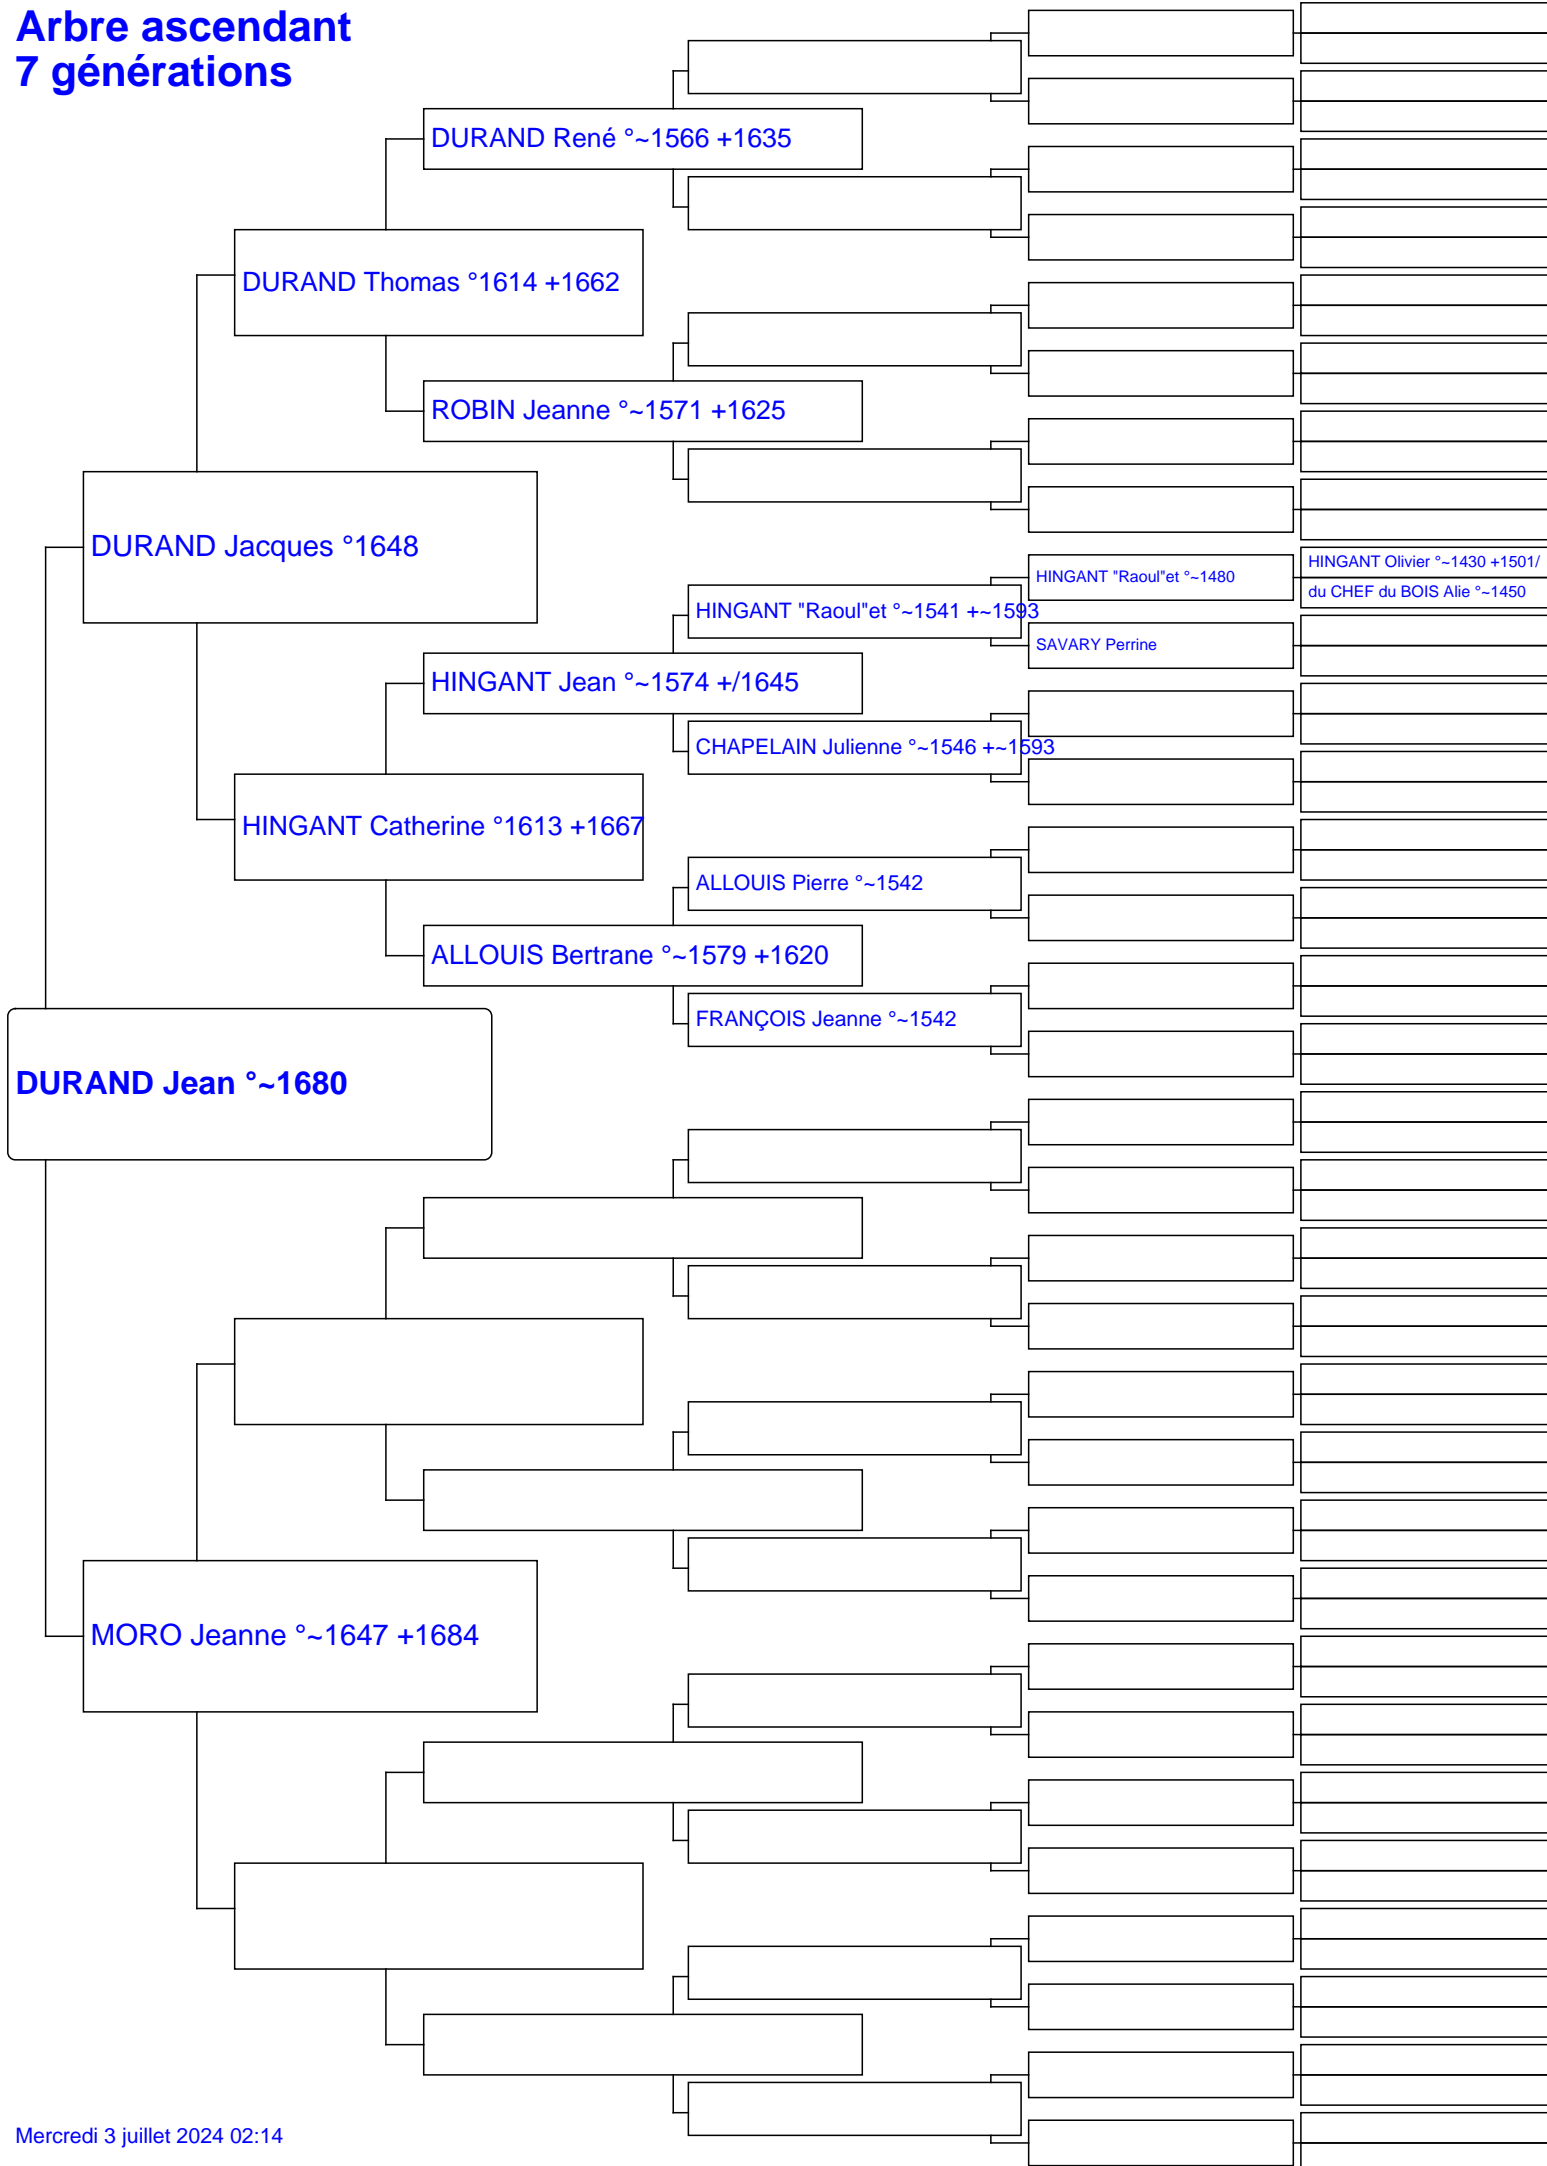 Arbre ascendant
7 générations
DURAND René °~1566 +1635
DURAND Thomas °1614 +1662
ROBIN Jeanne °~1571 +1625
DURAND Jacques °1648
HINGANT Olivier °~1430 +1501/
HINGANT "Raoul"et °~1480
du CHEF du BOIS Alie °~1450
HINGANT "Raoul"et °~1541 +~1593
SAVARY Perrine
HINGANT Jean °~1574 +/1645
CHAPELAIN Julienne °~1546 +~1593
HINGANT Catherine °1613 +1667
ALLOUIS Pierre °~1542
ALLOUIS Bertrane °~1579 +1620
FRANÇOIS Jeanne °~1542
DURAND Jean °~1680
MORO Jeanne °~1647 +1684
Mercredi 3 juillet 2024 02:14